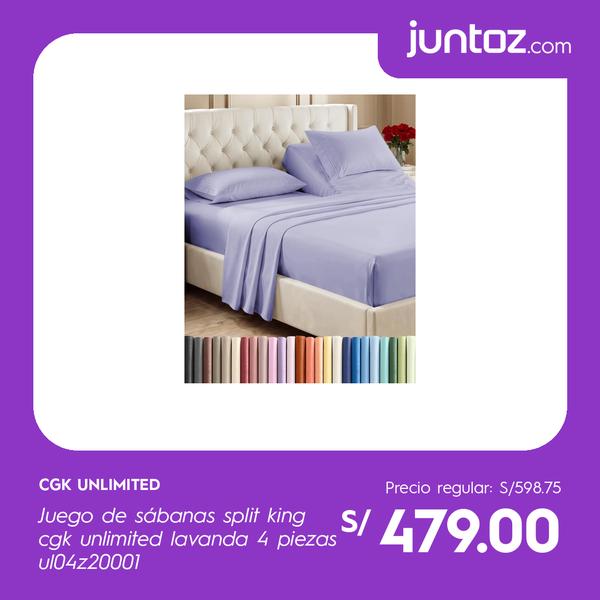 juntoz.com
CGK UNLIMITED
Juego de sábanas split king
cgk unlimited lavanda 4 piezas
ul04z20001
Precio regular: S/598.75
S/ 479.00